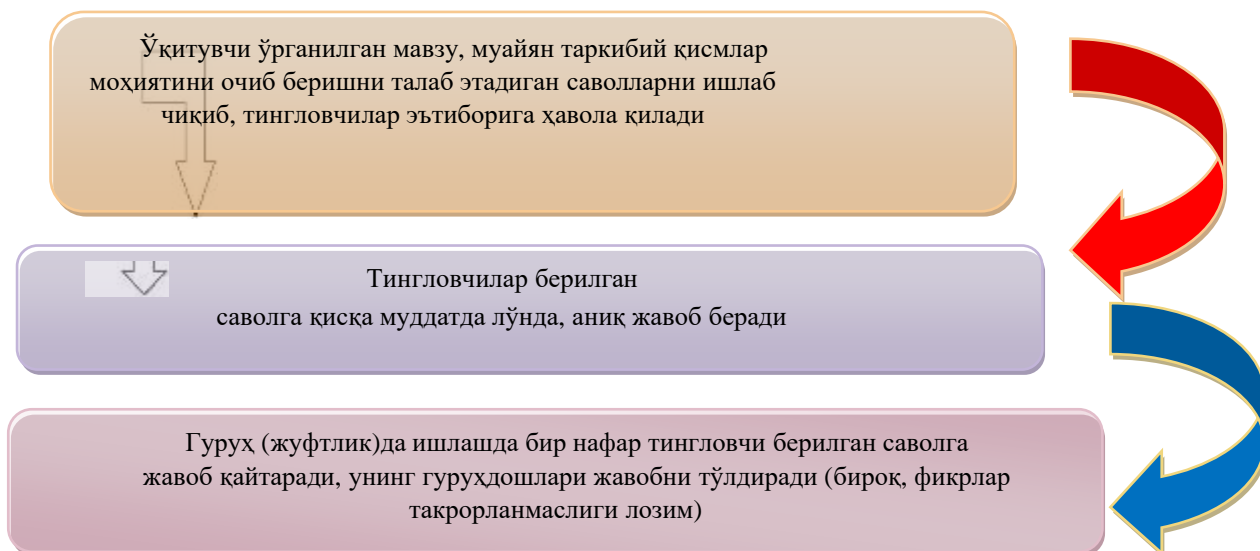 Ўқитувчи ўрганилган мавзу, муайян таркибий қисмлар
моҳиятини очиб беришни талаб этадиган саволларни ишлаб
чиқиб, тингловчилар эътиборига ҳавола қилади
Тингловчилар берилган
саволга қисқа муддатда лўнда, аниқ жавоб беради
Гуруҳ (жуфтлик)да ишлашда бир нафар тингловчи берилган саволга
жавоб қайтаради, унинг гуруҳдошлари жавобни тўлдиради (бироқ, фикрлар
такрорланмаслиги лозим)